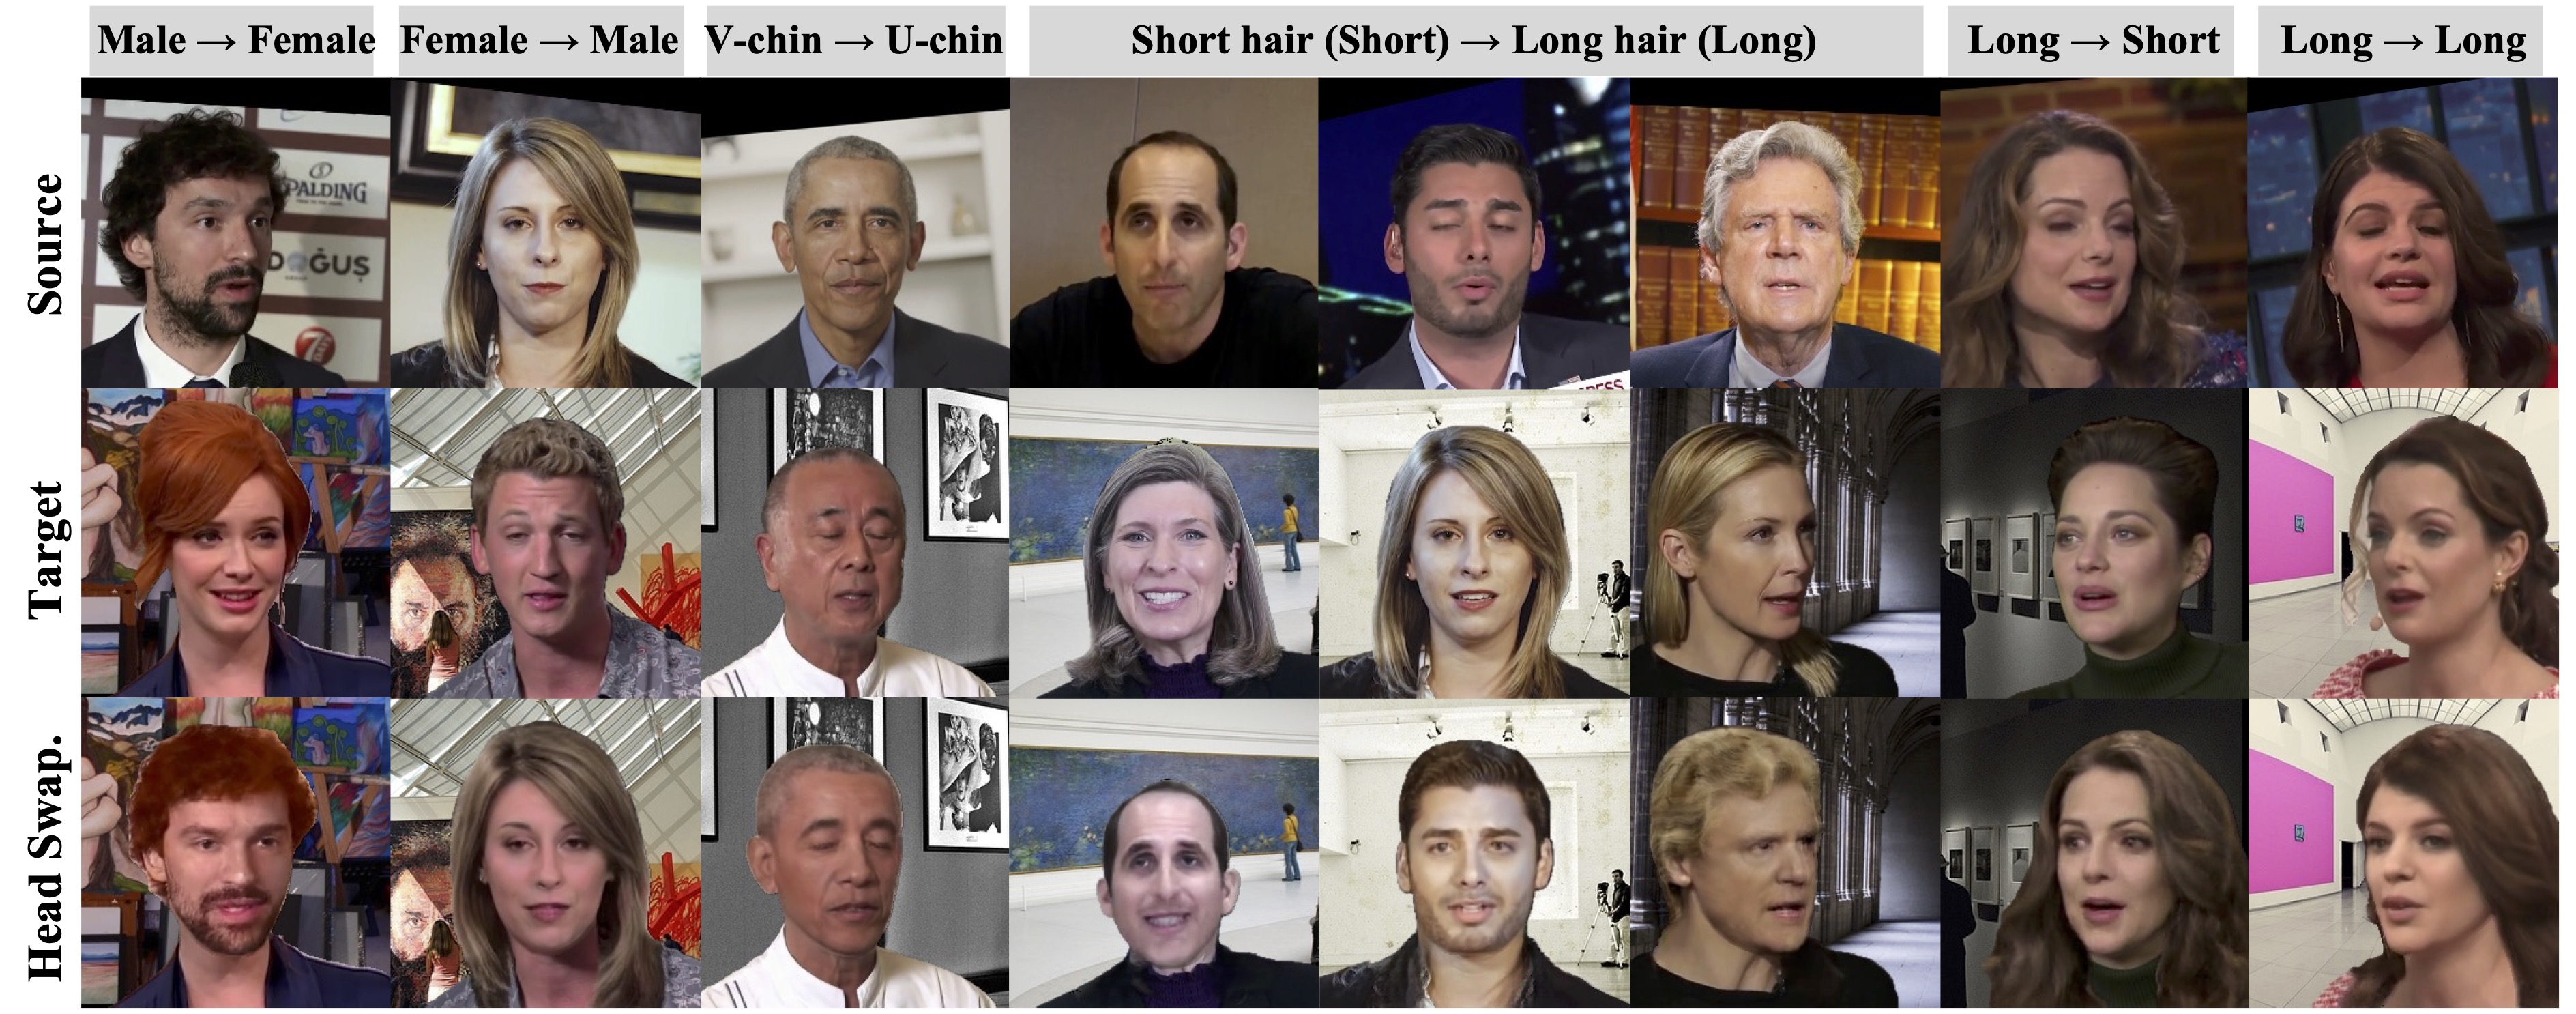 Male → Female
Female → Male
V-chin → U-chin
Short hair (Short) → Long hair (Long)
Long → Short
Long → Long
Source
SPALDING
DOĞUŞ
7
Target
Head Swap.